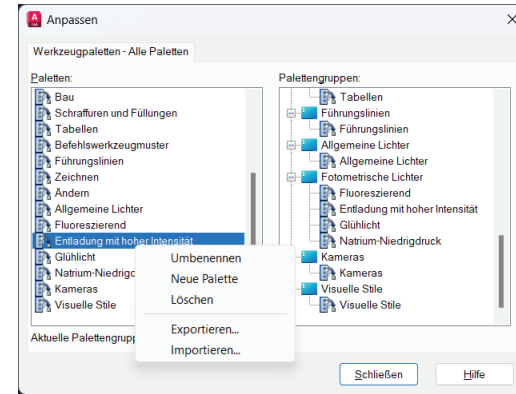 Anpassen
Werkzeugpaletten - Alle Paletten
Paletten:
Bau
Schraffuren und Füllungen
Tabellen
Befehlswerkzeugmuster
Führungslinien
Zeichnen
Ändern
Allgemeine Lichter
Fluoreszierend
Entladung mit hoher Intensität
Glühlicht
Natrium-Niedrigd
Kameras
Visuelle Stile
Umbenennen
Neue Palette
Löschen
Exportieren...
Importieren...
Palettengruppen:
Tabellen
Führungslinien
Führungslinien
Allgemeine Lichter
Allgemeine Lichter
Fotometrische Lichter
Fluoreszierend
Entladung mit hoher Intensität
Glühlicht
Natrium-Niedrigdruck
Kameras
Kameras
Visuelle Stile
Visuelle Stile
Aktuelle Palettengrupp
Schließen
Hilfe